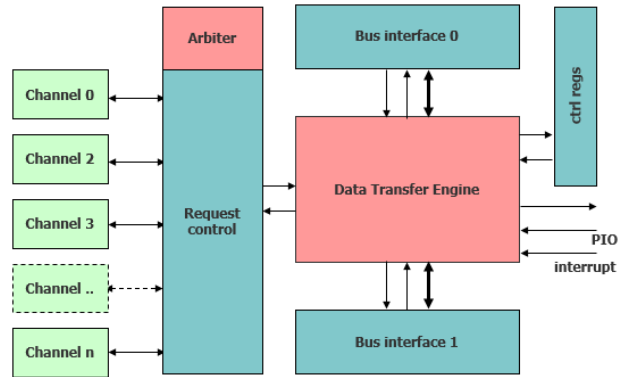 Arbiter
Bus interface 0
ctrl regs
Channel 0
Channel 2
Channel 3
Channel ..
Channel n
Request
control
Data Transfer Engine
PIO
interrupt
Bus interface 1